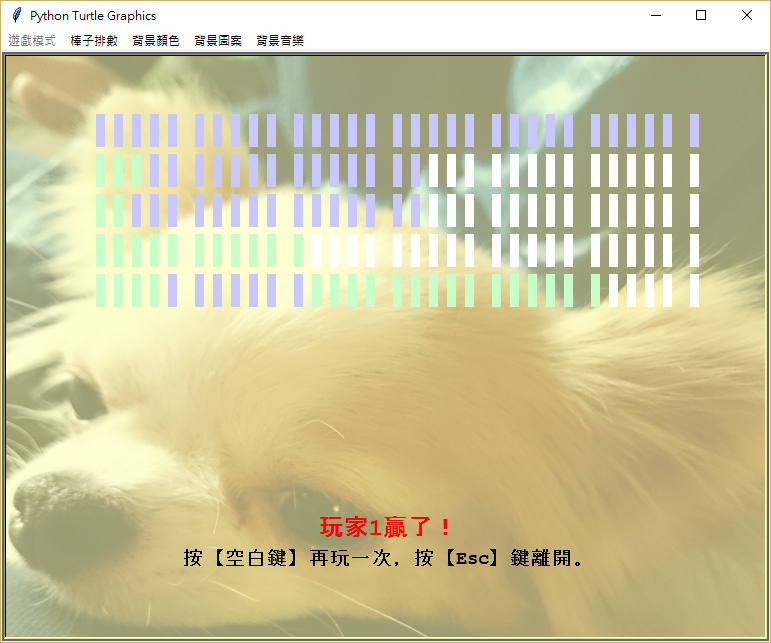 Python Turtle Graphics
遊戲模式 棒子排數 背景顏色 背景圖案 背景音樂
玩家1贏了！
按【空白鍵】再玩一次，按【Esc】鍵離開。